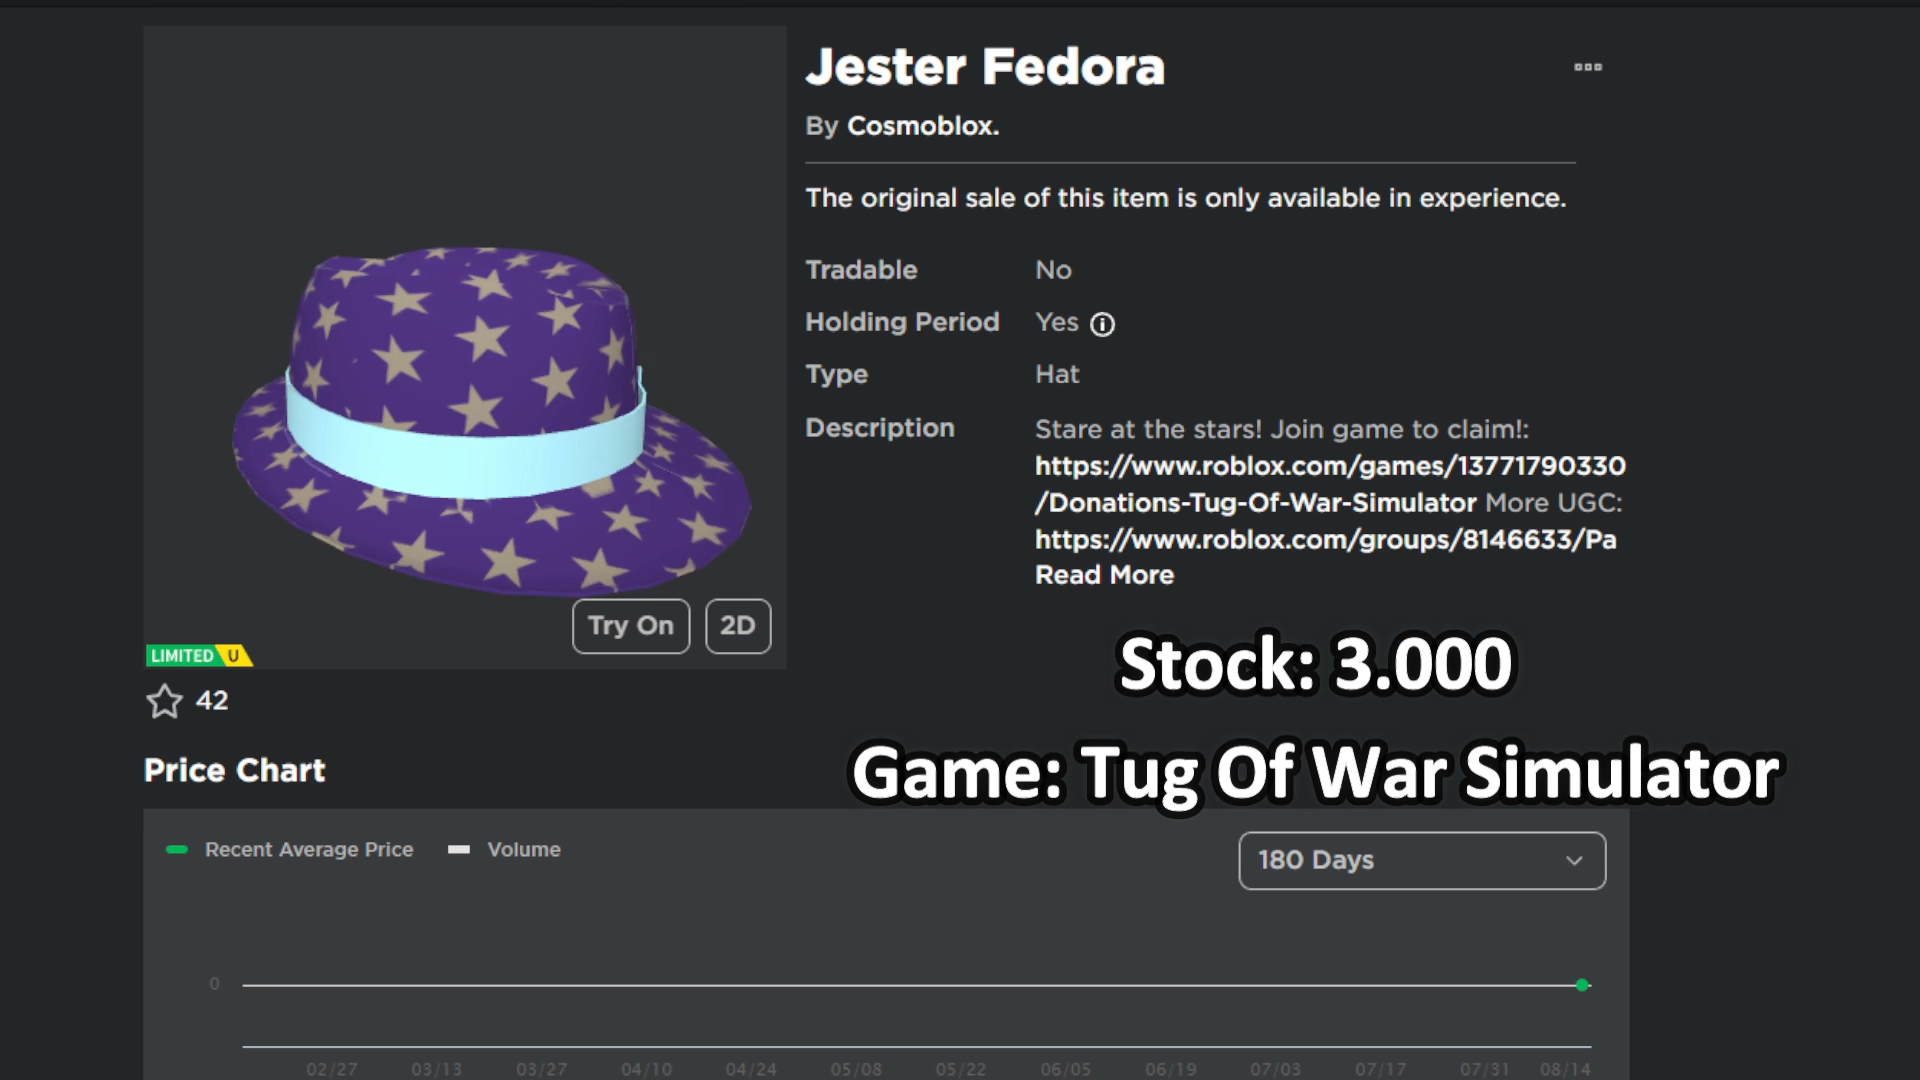 Jester Fedora
By Cosmoblox.
The original sale of this item is only available in experience.
Tradable No
Holding Period Yes
Type Hat
Description Stare at the stars! Join game to claim!:
https://www.roblox.com/games/13771790330
/Donations-Tug-Of-War-Simulator More UGC:
https://www.roblox.com/groups/8146633/Pa
Read More
Try On 2D
LIMITED U
42
Stock: 3.000
Game: Tug Of War Simulator
Price Chart
Recent Average Price Volume
180 Days
0
02/27 03/13 03/27 04/10 04/24 05/08 05/22 06/05 06/19 07/03 07/17 07/31 08/14